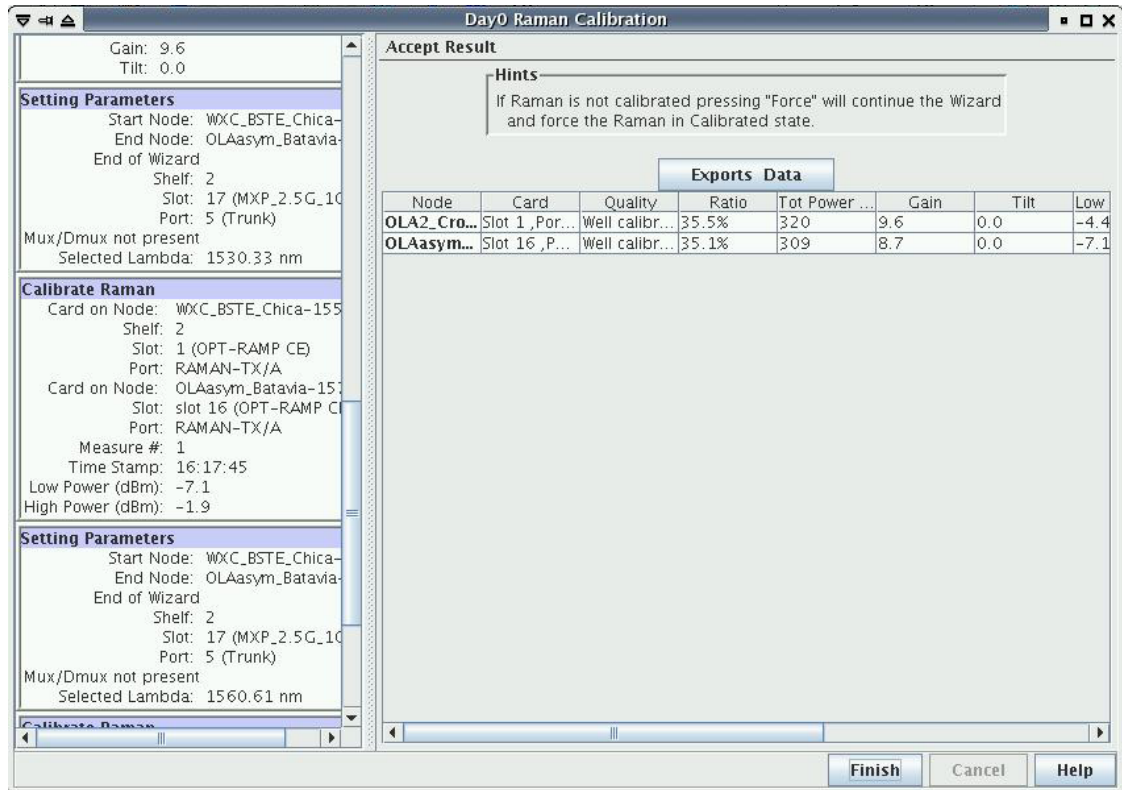 Day0 Raman Calibration
Gain: 9.6
Tilt: 0.0
Setting Parameters
Start Node: WXC_BSTE_Chica-
End Node: OLAasym_Batavia-
End of Wizard
Shelf: 2
Slot: 17 (MXP_2.5G_10
Port: 5 (Trunk)
Mux/Dmux not present
Selected Lambda: 1530.33 nm
Calibrate Raman
Card on Node: WXC_BSTE_Chica-155
Shelf: 2
Slot: 1 (OPT-RAMP CE)
Port: RAMAN-TX/A
Card on Node: OLAasym_Batavia-151
Slot: slot 16 (OPT-RAMP CE
Port: RAMAN-TX/A
Measure #: 1
Time Stamp: 16:17:45
Low Power (dBm): -7.1
High Power (dBm): -1.9
Setting Parameters
Start Node: WXC_BSTE_Chica-
End Node: OLAasym_Batavia-
End of Wizard
Shelf: 2
Slot: 17 (MXP_2.5G_10
Port: 5 (Trunk)
Mux/Dmux not present
Selected Lambda: 1560.61 nm
Calibrate Raman
Accept Result
Hints
If Raman is not calibrated pressing "Force" will continue the Wizard
and force the Raman in Calibrated state.
Exports Data
Node Card Quality Ratio Tot Power ... Gain Tilt Low
OLA2_Cro... Slot 1 ,Por... Well calibr... 35.5% 320 9.6 0.0 -4.4
OLAasym... Slot 16 ,P... Well calibr... 35.1% 309 8.7 0.0 -7.1
Finish Cancel Help